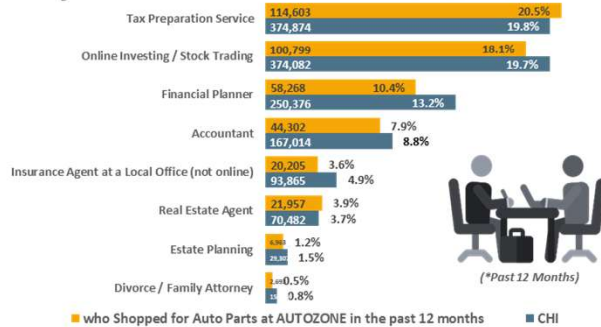 Tax Preparation Service
114,603 20.5%
374,874 19.8%
Online Investing / Stock Trading
100,799 18.1%
374,082 19.7%
Financial Planner
58,268 10.4%
250,376 13.2%
Accountant
44,302 7.9%
167,014 8.8%
Insurance Agent at a Local Office (not online)
20,205 3.6%
93,865 4.9%
Real Estate Agent
21,957 3.9%
70,482 3.7%
Estate Planning
1.2%
1.5%
Divorce / Family Attorney
0.5%
0.8%
(*Past 12 Months)
who Shopped for Auto Parts at AUTOZONE in the past 12 months CHI